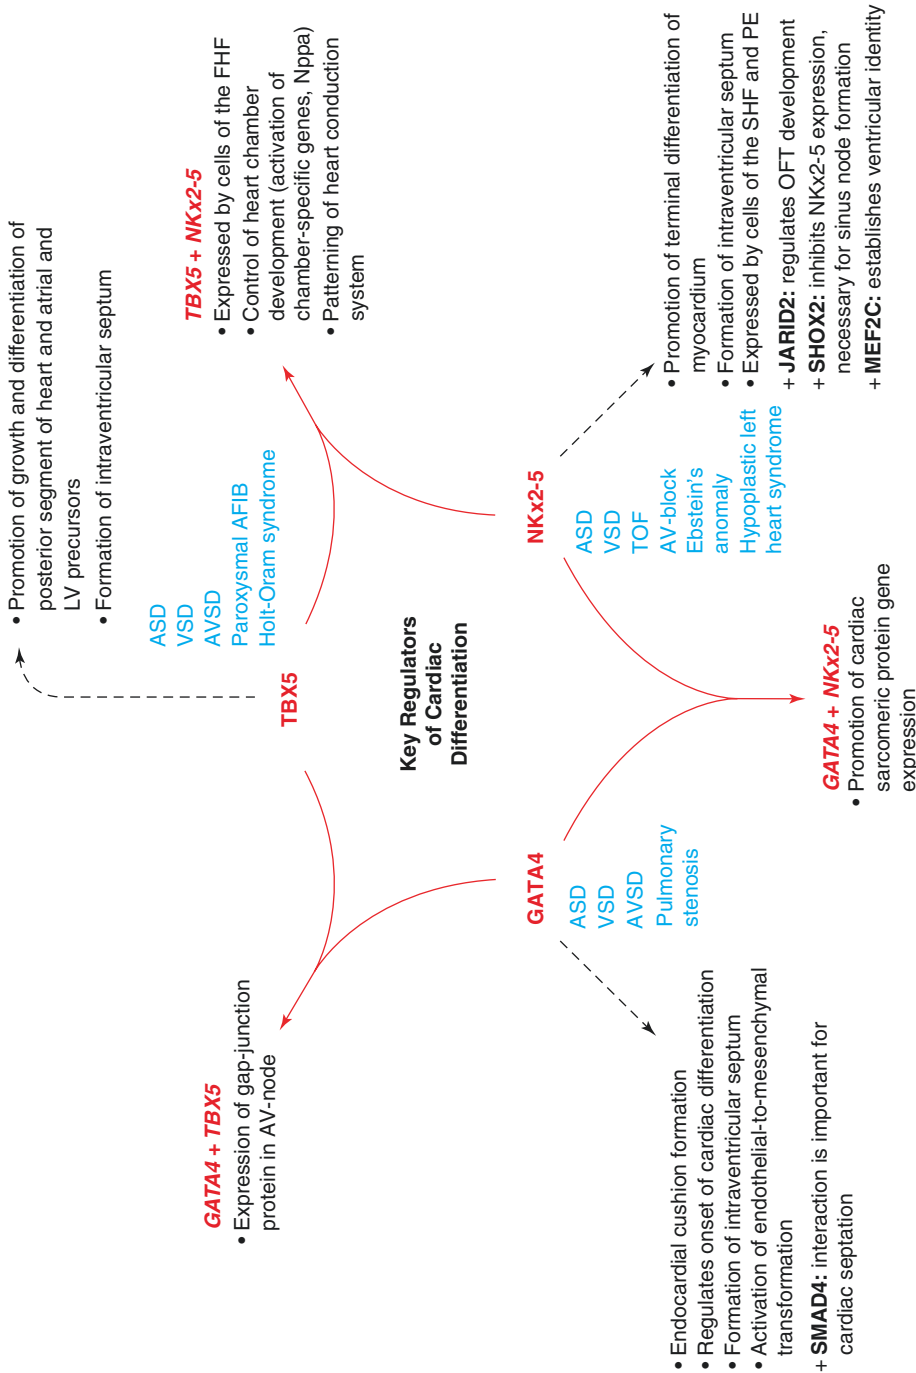 • Promotion of growth and differentiation of
posterior segment of heart and atrial and
LV precursors
• Formation of intraventricular septum
GATA4 + TBX5
• Expression of gap-junction
protein in AV-node
ASD
VSD
AVSD
Paroxysmal AFIB
Holt-Oram syndrome
TBX5
TBX5 + NKx2-5
• Expressed by cells of the FHF
• Control of heart chamber
development (activation of
chamber-specific genes, Nppa)
• Patterning of heart conduction
system
Key Regulators
of Cardiac
Differentiation
GATA4
ASD
VSD
AVSD
Pulmonary
stenosis
NKx2-5
ASD
VSD
TOF
AV-block
Ebstein's
anomaly
Hypoplastic left
heart syndrome
• Endocardial cushion formation
• Regulates onset of cardiac differentiation
• Formation of intraventricular septum
• Activation of endothelial-to-mesenchymal
transformation
+ SMAD4: interaction is important for
cardiac septation
GATA4 + NKx2-5
• Promotion of cardiac
sarcomeric protein gene
expression
• Promotion of terminal differentiation of
myocardium
• Formation of intraventricular septum
• Expressed by cells of the SHF and PE
+ JARID2: regulates OFT development
+ SHOX2: inhibits NKx2-5 expression,
necessary for sinus node formation
+ MEF2C: establishes ventricular identity